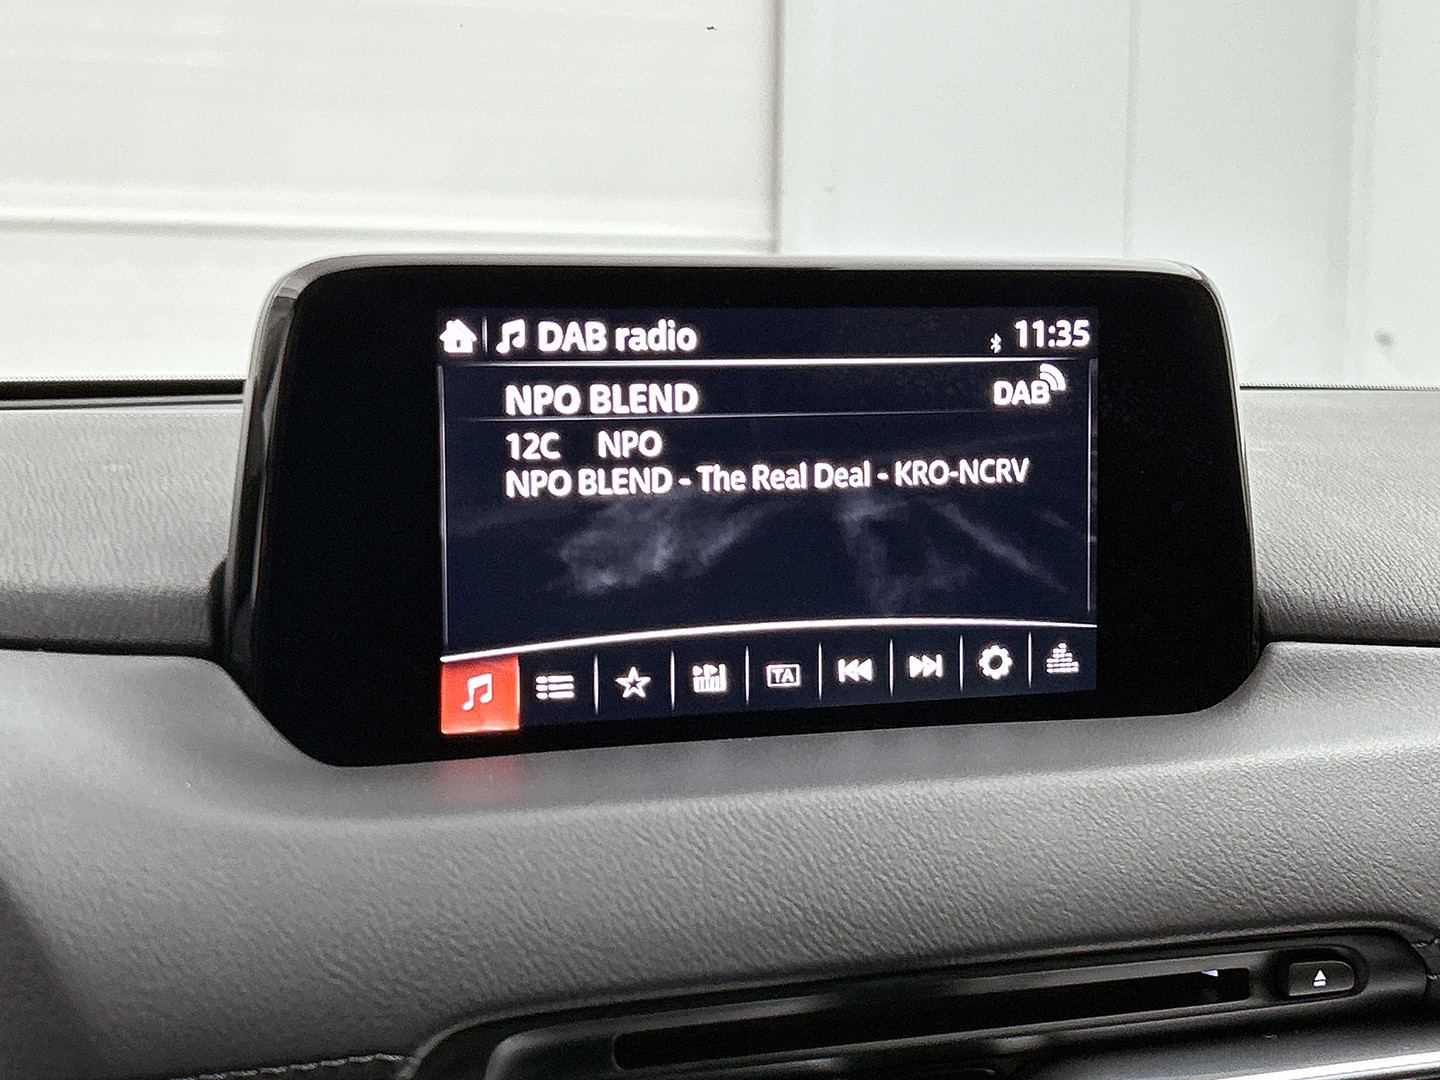 DAB radio 11:35
NPO BLEND DAB
12C NPO
NPO BLEND - The Real Deal - KRO-NCRV
TA